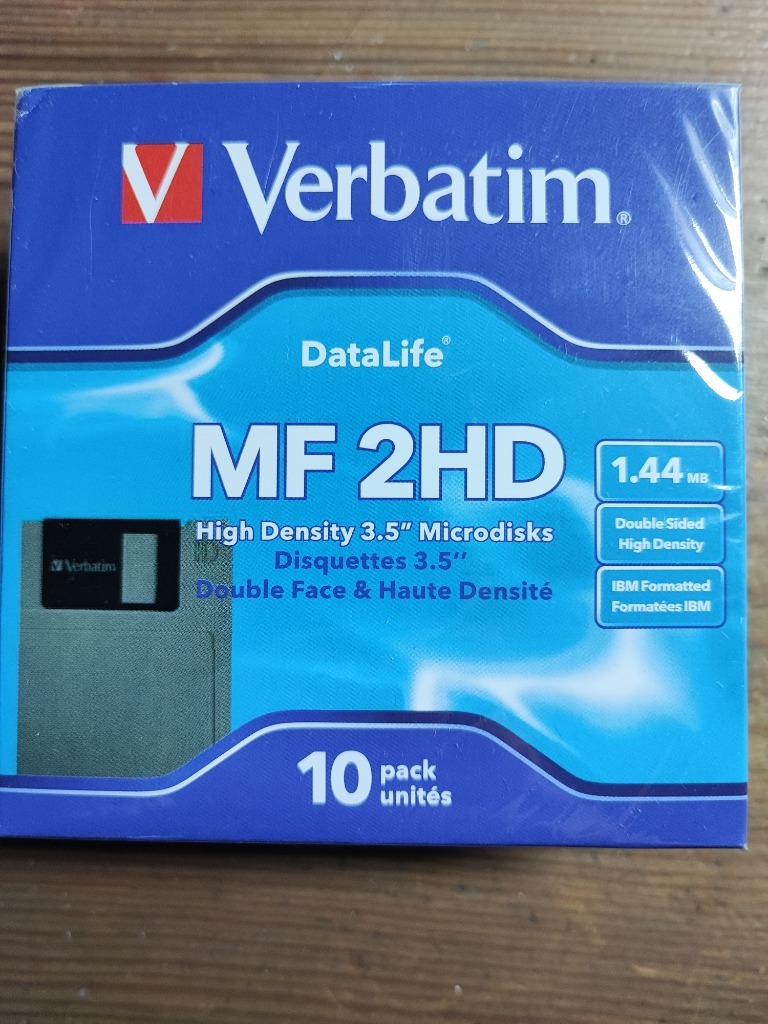 V Verbatim®
DataLife®
MF 2HD
High Density 3.5" Microdisks
Disquettes 3.5''
Double Face & Haute Densité
1.44 MB
Double Sided
High Density
IBM Formatted
Formatées IBM
Verbatim
HD
10 pack
unités